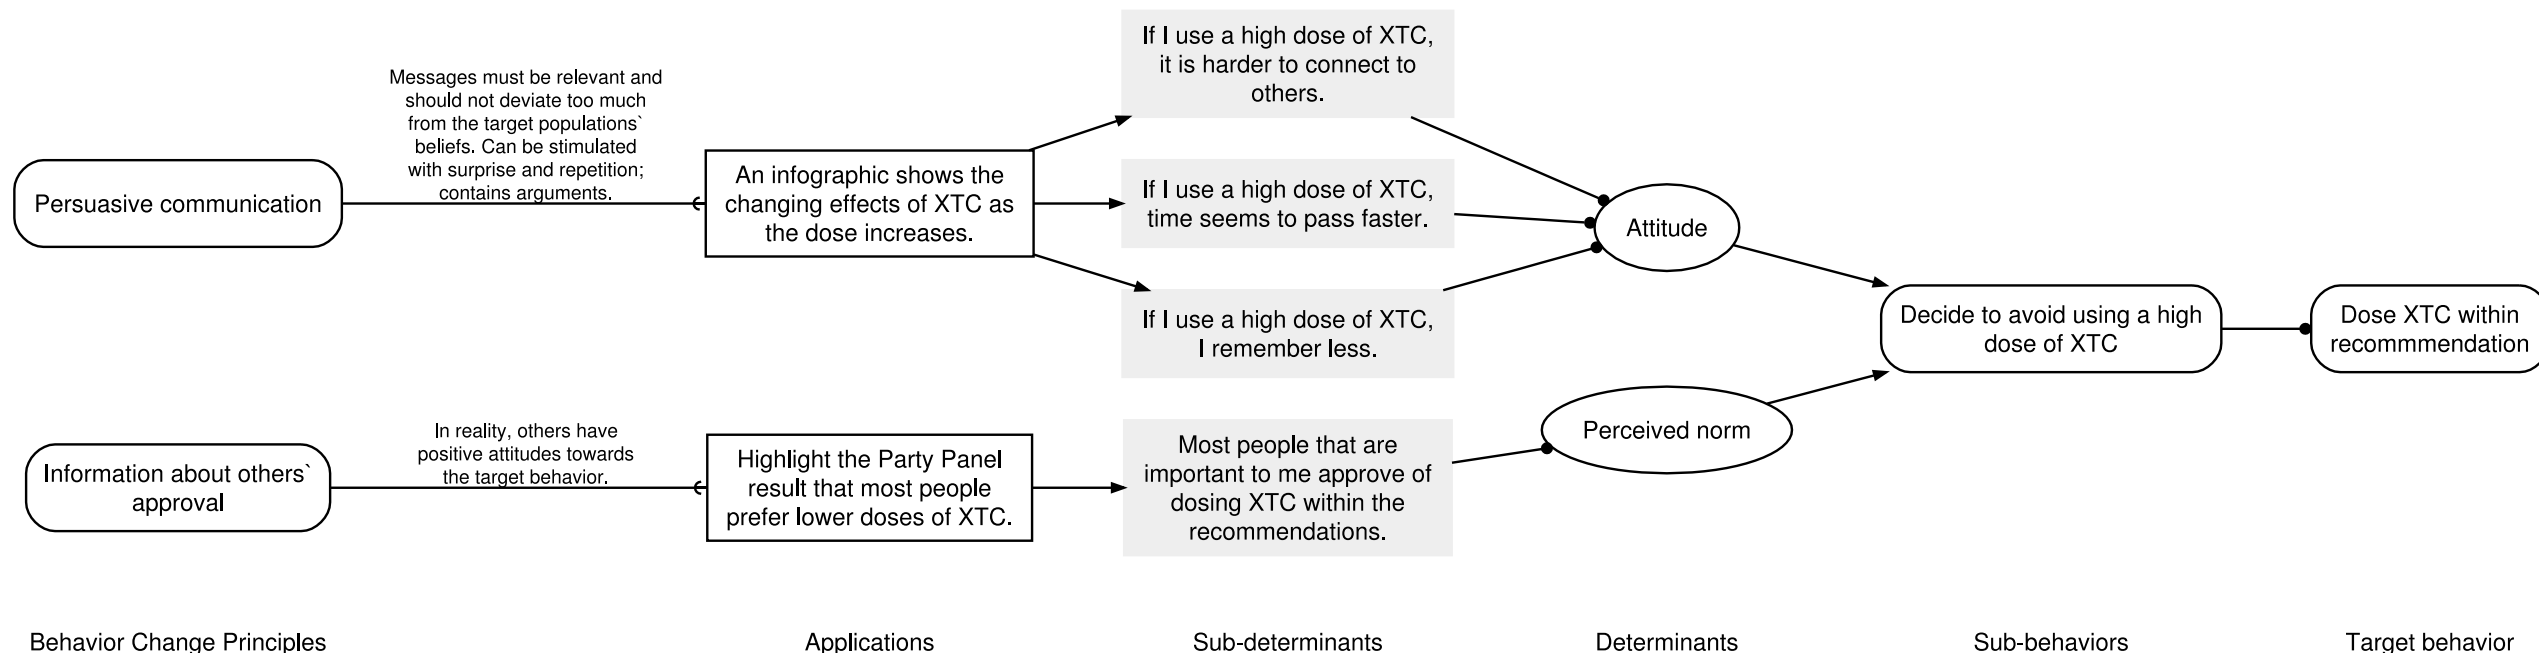 Persuasive communication
Messages must be relevant and
should not deviate too much
from the target populations`
beliefs. Can be stimulated
with surprise and repetition;
contains arguments.
An infographic shows the
changing effects of XTC as
the dose increases.
If I use a high dose of XTC,
it is harder to connect to
others.
If I use a high dose of XTC,
time seems to pass faster.
If I use a high dose of XTC,
I remember less.
Attitude
Information about others`
approval
In reality, others have
positive attitudes towards
the target behavior.
Highlight the Party Panel
result that most people
prefer lower doses of XTC.
Most people that are
important to me approve of
dosing XTC within the
recommendations.
Perceived norm
Decide to avoid using a high
dose of XTC
Dose XTC within
recommmendation
Behavior Change Principles
Applications
Sub-determinants
Determinants
Sub-behaviors
Target behavior